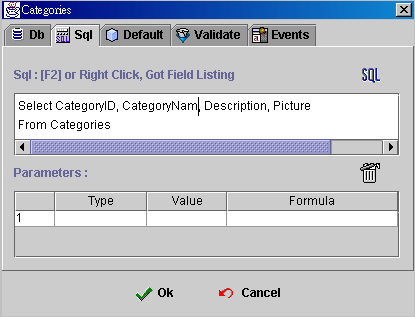 Categories
Db Sql Default Validate Events
Sql : [F2] or Right Click, Got Field Listing
SQL
Select CategoryID, CategoryNam, Description, Picture
From Categories
Parameters :
Type Value Formula
1
Ok Cancel